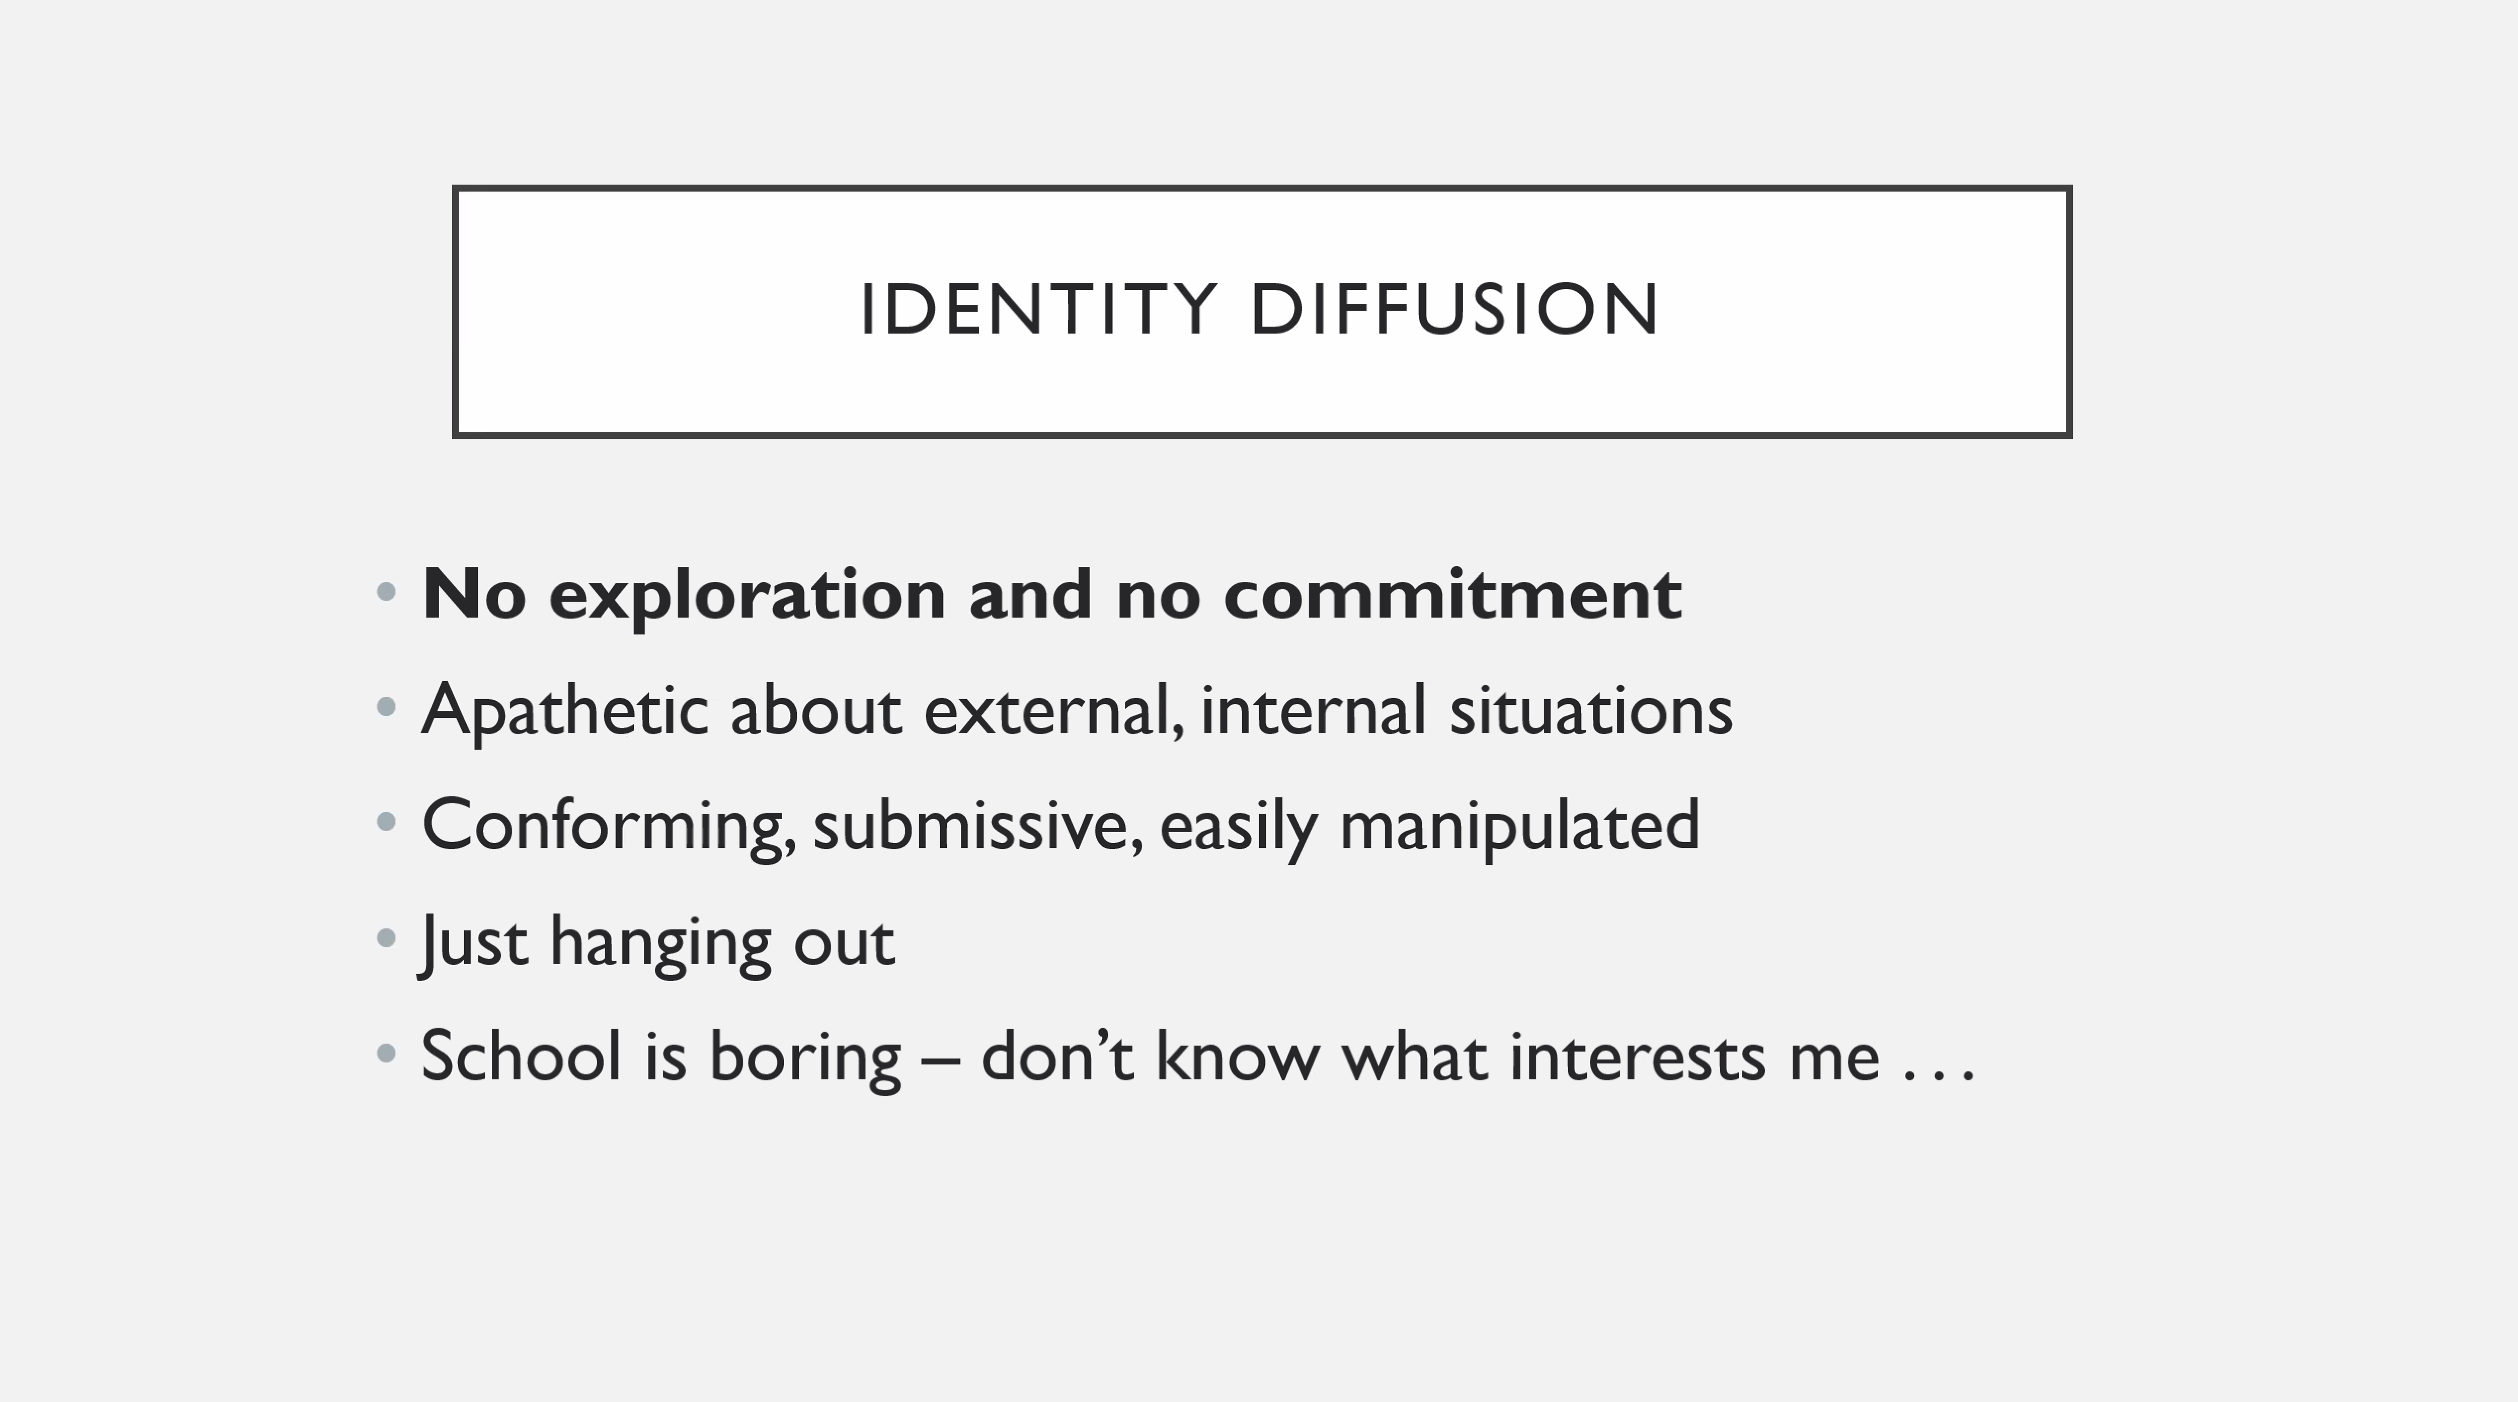 IDENTITY DIFFUSION
• No exploration and no commitment
• Apathetic about external, internal situations
• Conforming, submissive, easily manipulated
• Just hanging out
• School is boring – don’t know what interests me . . .